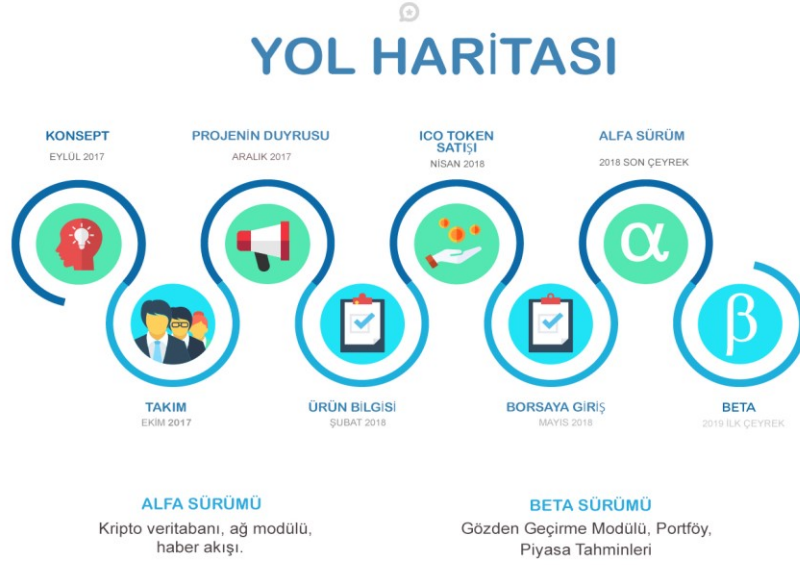 YOL HARİTASI
KONSEPT
EYLÜL 2017
PROJENİN DUYRUSU
ARALIK 2017
ICO TOKEN
SATIŞI
NİSAN 2018
ALFA SÜRÜM
2018 SON ÇEYREK
α
β
TAKIM
EKİM 2017
ÜRÜN BİLGİSİ
ŞUBAT 2018
BORSAYA GİRİŞ
MAYIS 2018
BETA
2019 İLK ÇEYREK
ALFA SÜRÜMÜ
Kripto veritabanı, ağ modülü,
haber akışı.
BETA SÜRÜMÜ
Gözden Geçirme Modülü, Portföy,
Piyasa Tahminleri